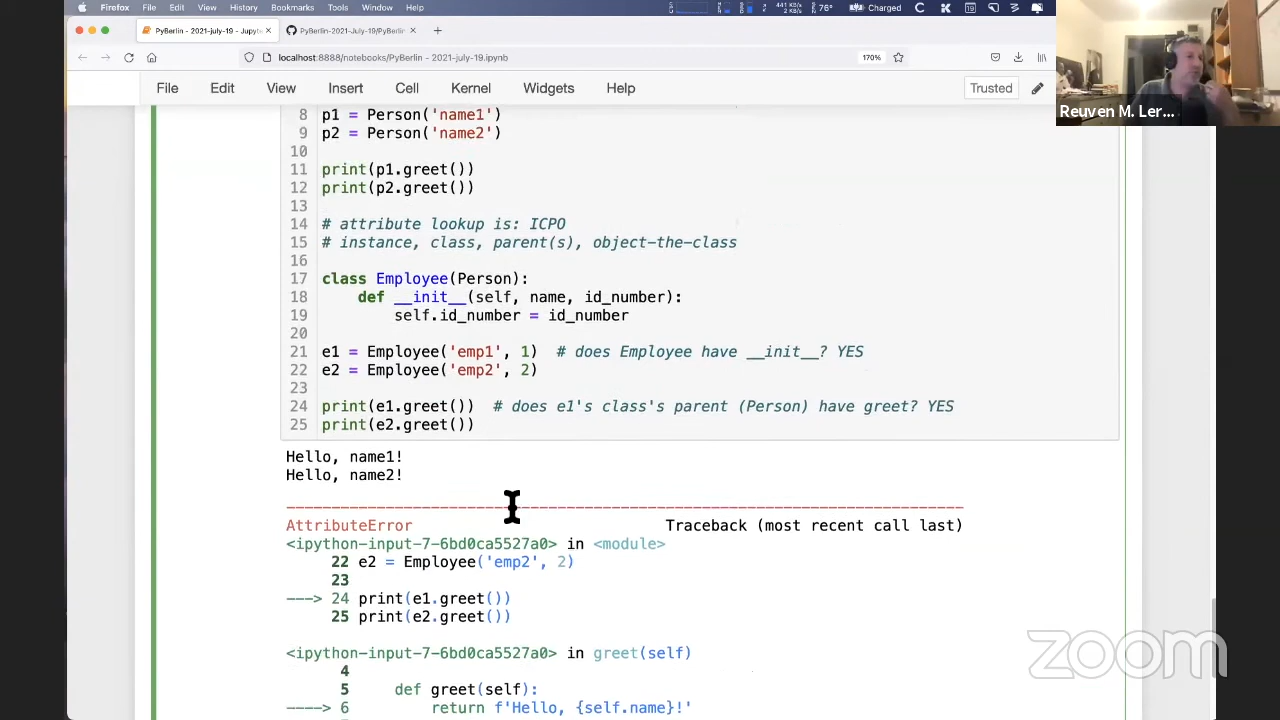 Firefox File Edit View History Bookmarks Tools Window Help 441 KB/s 76° Charged
PyBerlin - 2021-july-19 - Jupyt PyBerlin-2021-July-19/PyBerlin
localhost:8888/notebooks/PyBerlin - 2021-july-19.ipynb 170%
File Edit View Insert Cell Kernel Widgets Help Trusted
Reuven M. Ler...
8 p1 = Person('name1')
9 p2 = Person('name2')
10
11 print(p1.greet())
12 print(p2.greet())
13
14 # attribute lookup is: ICPO
15 # instance, class, parent(s), object-the-class
16
17 class Employee(Person):
18 def __init__(self, name, id_number):
19 self.id_number = id_number
20
21 e1 = Employee('emp1', 1) # does Employee have __init__? YES
22 e2 = Employee('emp2', 2)
23
24 print(e1.greet()) # does e1's class's parent (Person) have greet? YES
25 print(e2.greet())
Hello, name1!
Hello, name2!
---------------------------------------------------------------------------
AttributeError Traceback (most recent call last)
<ipython-input-7-6bd0ca5527a0> in <module>
22 e2 = Employee('emp2', 2)
23
---> 24 print(e1.greet())
25 print(e2.greet())
<ipython-input-7-6bd0ca5527a0> in greet(self)
4
5 def greet(self):
----> 6 return f'Hello, {self.name}!'
zoom